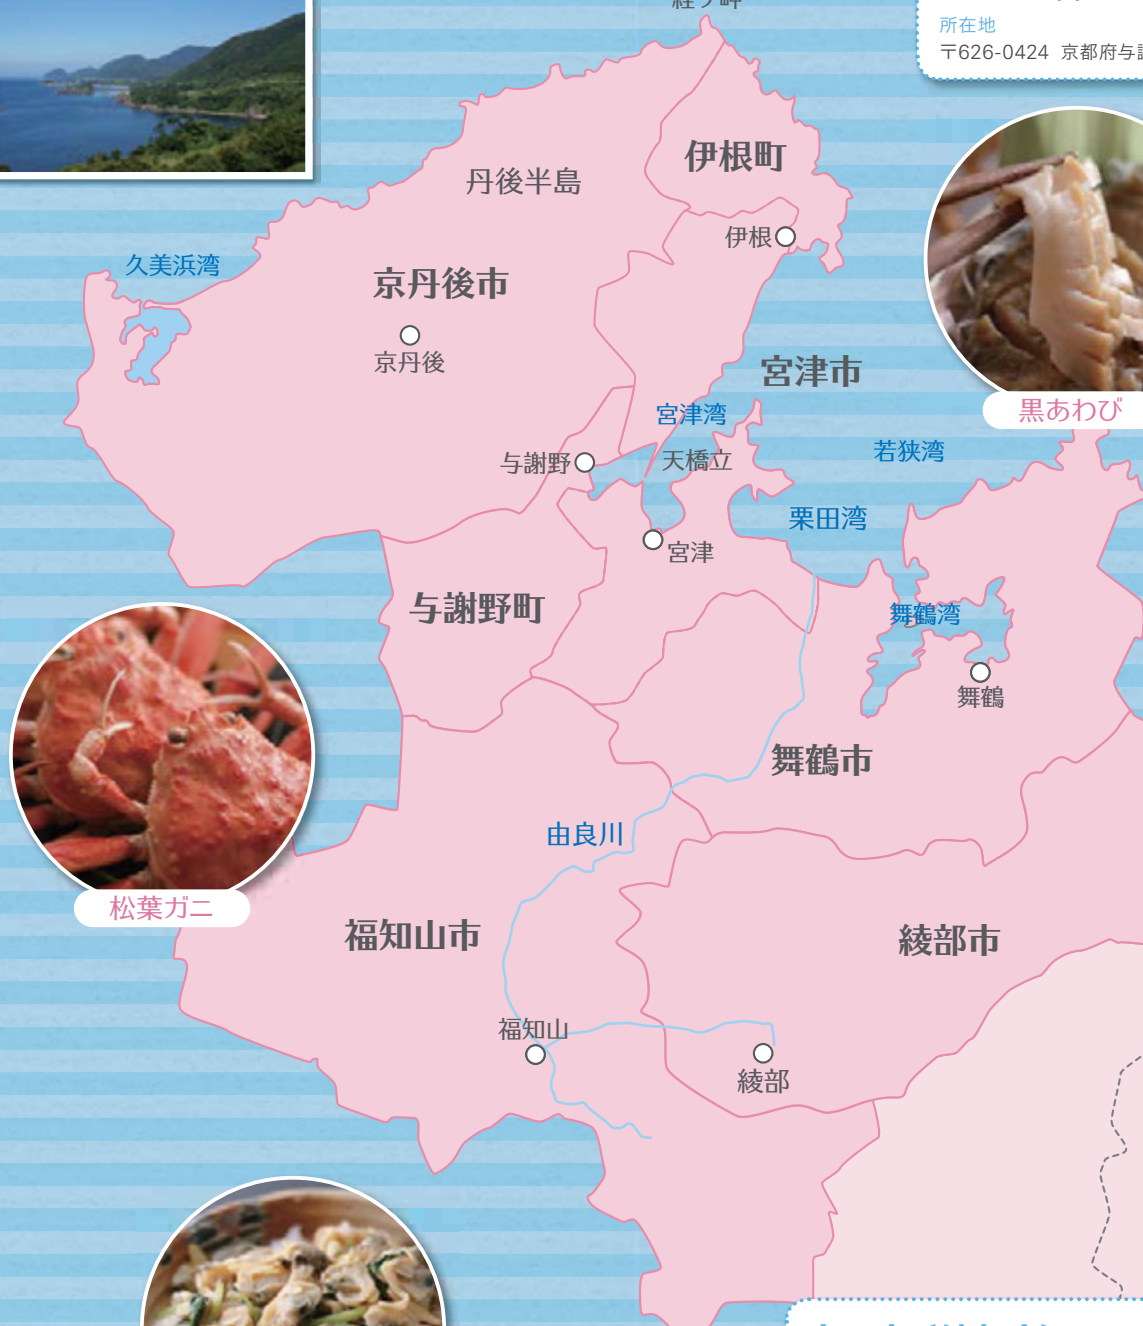 所在地
〒626-0424 京都府与謝
伊根町
丹後半島
伊根
久美浜湾
京丹後市
京丹後
宮津市
黒あわび
宮津湾
若狭湾
与謝野
天橋立
栗田湾
宮津
与謝野町
舞鶴湾
舞鶴
舞鶴市
由良川
松葉ガニ
福知山市
綾部市
福知山
綾部